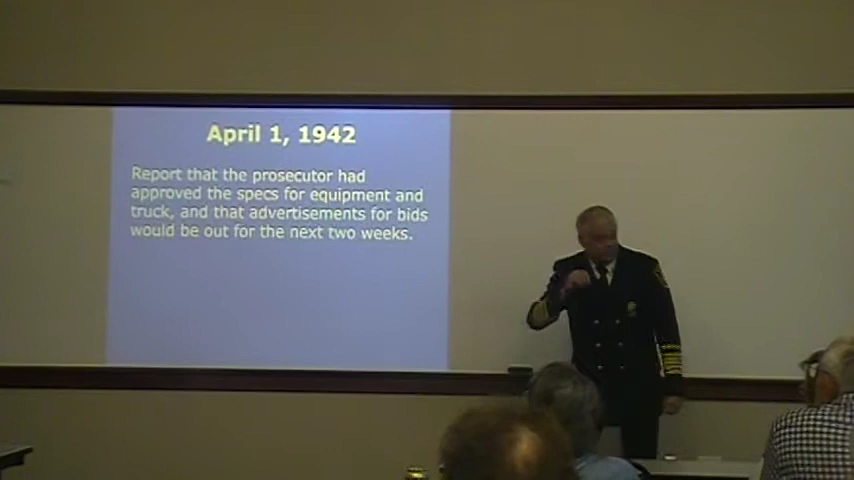 April 1, 1942
Report that the prosecutor had
approved the specs for equipment and
truck, and that advertisements for bids
would be out for the next two weeks.